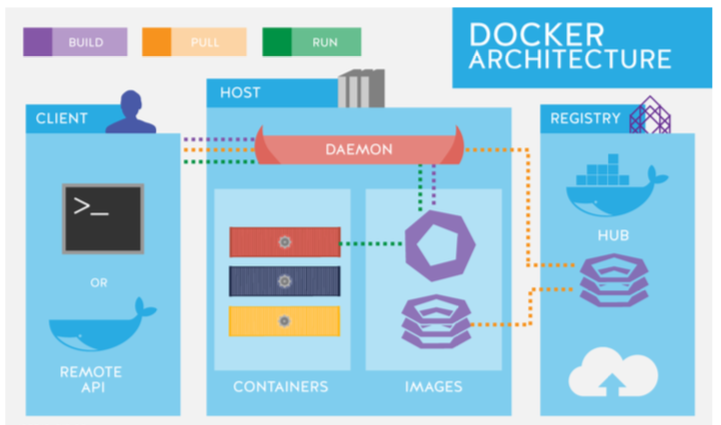 BUILD
PULL
RUN
DOCKER
ARCHITECTURE
CLIENT
HOST
REGISTRY
DAEMON
>_
OR
REMOTE
API
CONTAINERS
IMAGES
HUB